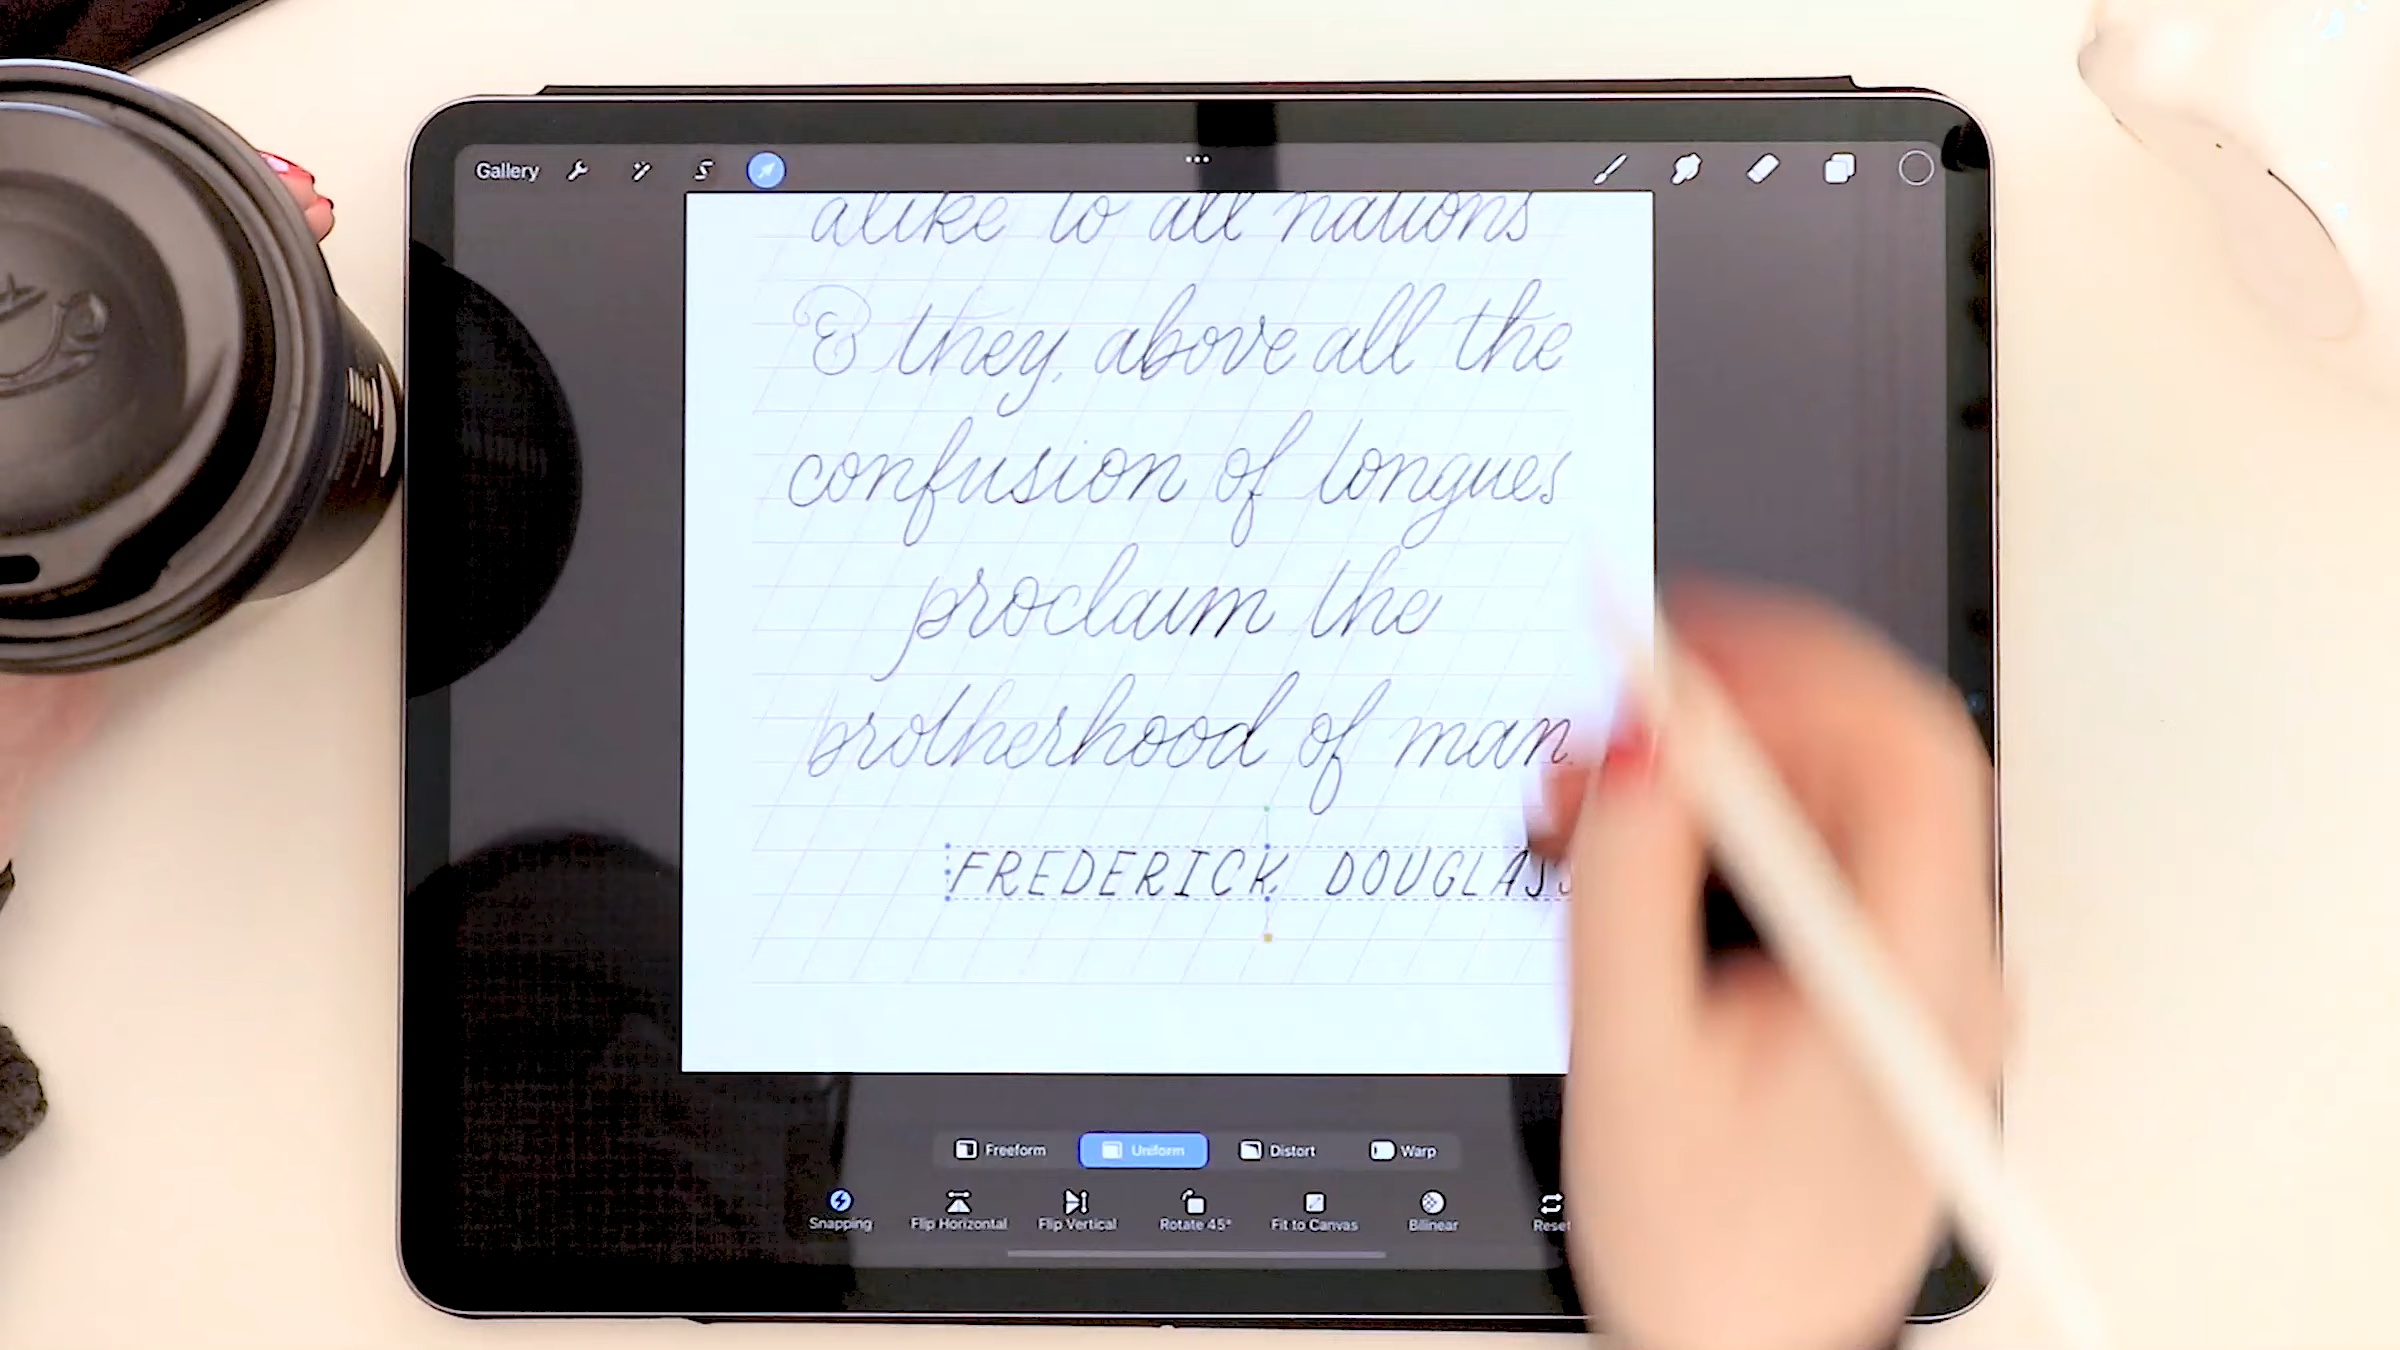 Gallery
alike to all nations
& they, above all the
confusion of tongues
proclaim the
brotherhood of man.
FREDERICK DOUGLASS
Freeform Uniform Distort Warp
Snapping Flip Horizontal Flip Vertical Rotate 45° Fit to Canvas Bilinear Reset